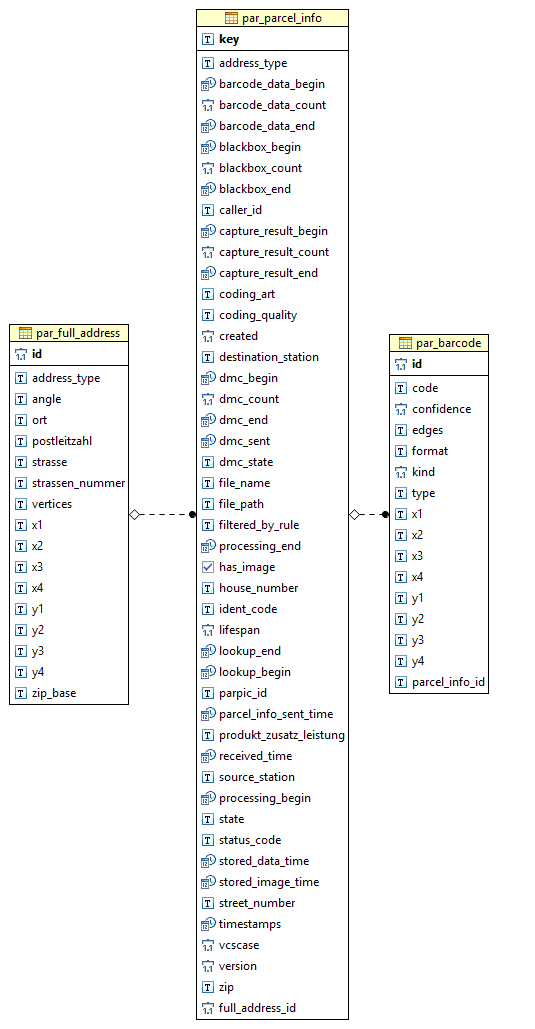 par_parcel_info
key
address_type
barcode_data_begin
barcode_data_count
barcode_data_end
blackbox_begin
blackbox_count
blackbox_end
caller_id
capture_result_begin
capture_result_count
capture_result_end
coding_art
coding_quality
created
destination_station
dmc_begin
dmc_count
dmc_end
dmc_sent
dmc_state
file_name
file_path
filtered_by_rule
processing_end
has_image
house_number
ident_code
lifespan
lookup_end
lookup_begin
parpic_id
parcel_info_sent_time
produkt_zusatz_leistung
received_time
source_station
processing_begin
state
status_code
stored_data_time
stored_image_time
street_number
timestamps
vcscase
version
zip
full_address_id
par_full_address
id
address_type
angle
ort
postleitzahl
strasse
strassen_nummer
vertices
x1
x2
x3
x4
y1
y2
y3
y4
zip_base
par_barcode
id
code
confidence
edges
format
kind
type
x1
x2
x3
x4
y1
y2
y3
y4
parcel_info_id